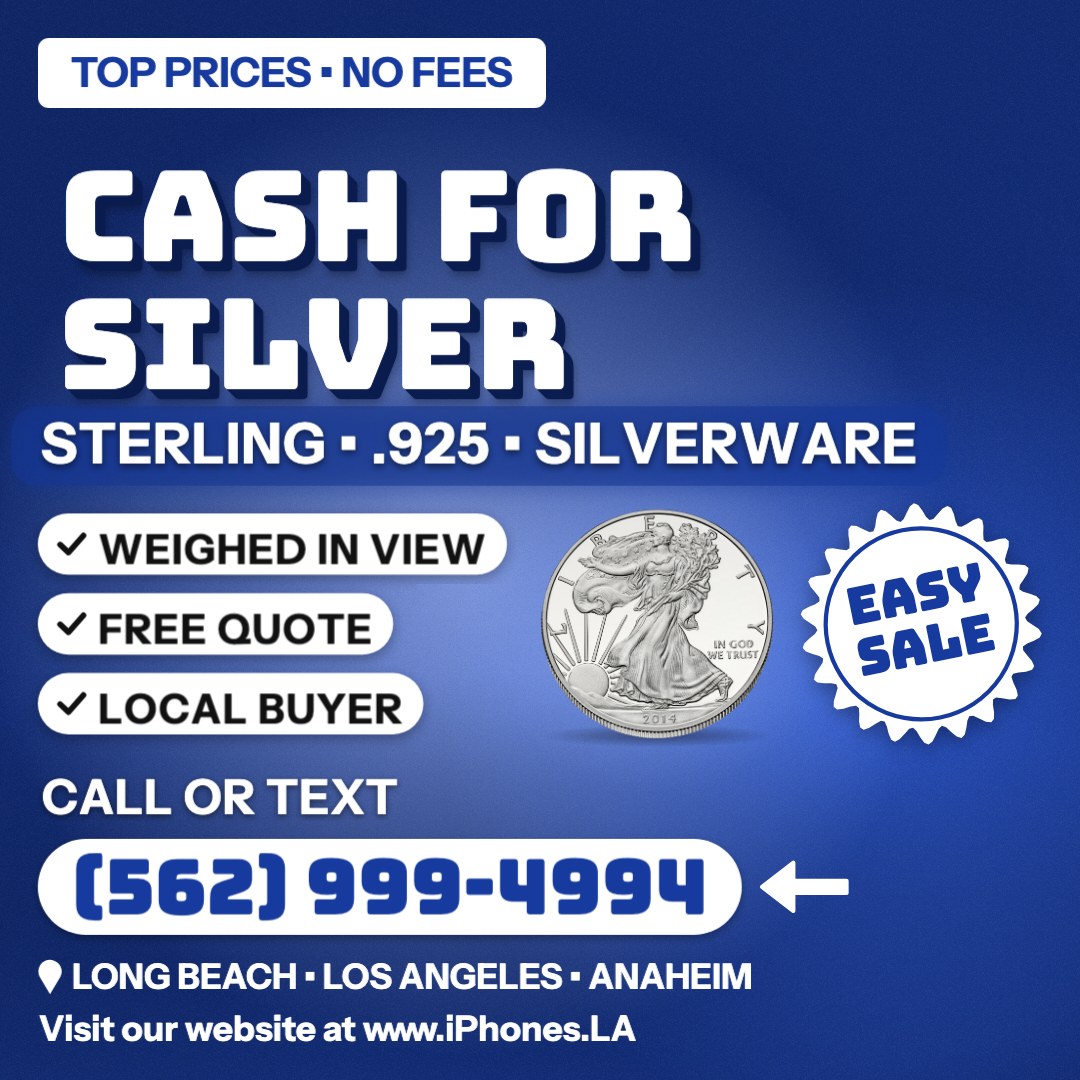 TOP PRICES ▪ NO FEES
CASH FOR
SILVER
STERLING ▪ .925 ▪ SILVERWARE
✓ WEIGHED IN VIEW
✓ FREE QUOTE
✓ LOCAL BUYER
LIBERTY
IN GOD
WE TRUST
2014
EASY
SALE
CALL OR TEXT
(562) 999-4994
LONG BEACH ▪ LOS ANGELES ▪ ANAHEIM
Visit our website at www.iPhones.LA